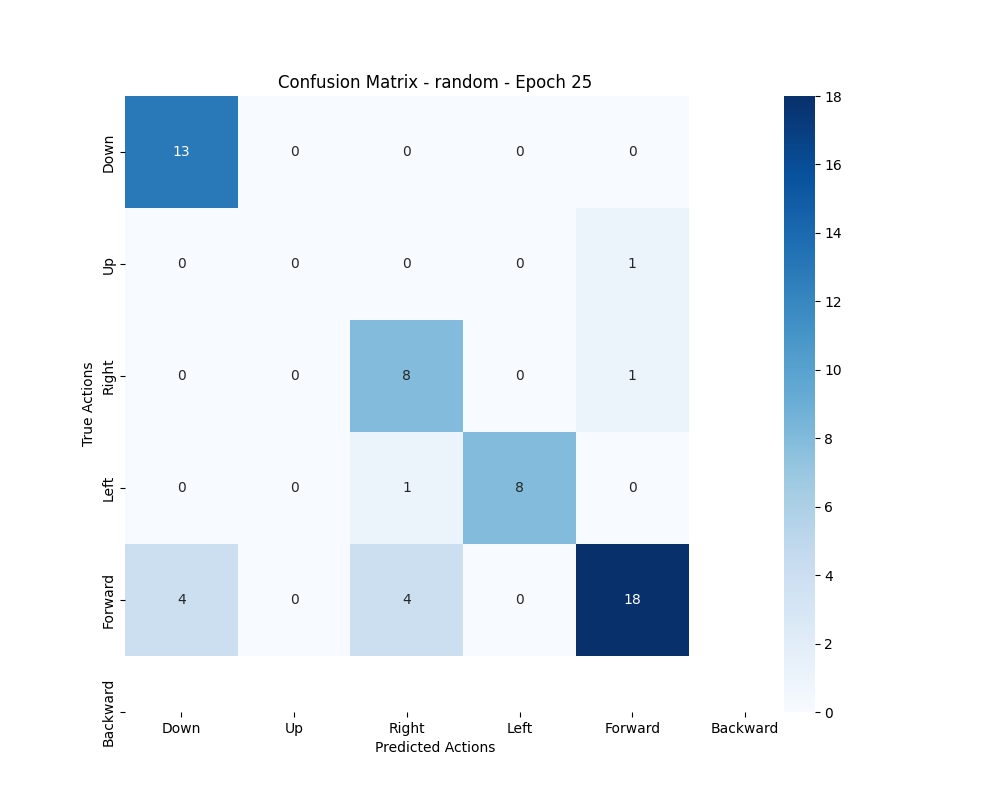 Confusion Matrix - random - Epoch 25
True Actions
Down 13 0 0 0 0
Up 0 0 0 0 1
Right 0 0 8 0 1
Left 0 0 1 8 0
Forward 4 0 4 0 18
Backward
Down Up Right Left Forward Backward
Predicted Actions
18
16
14
12
10
8
6
4
2
0